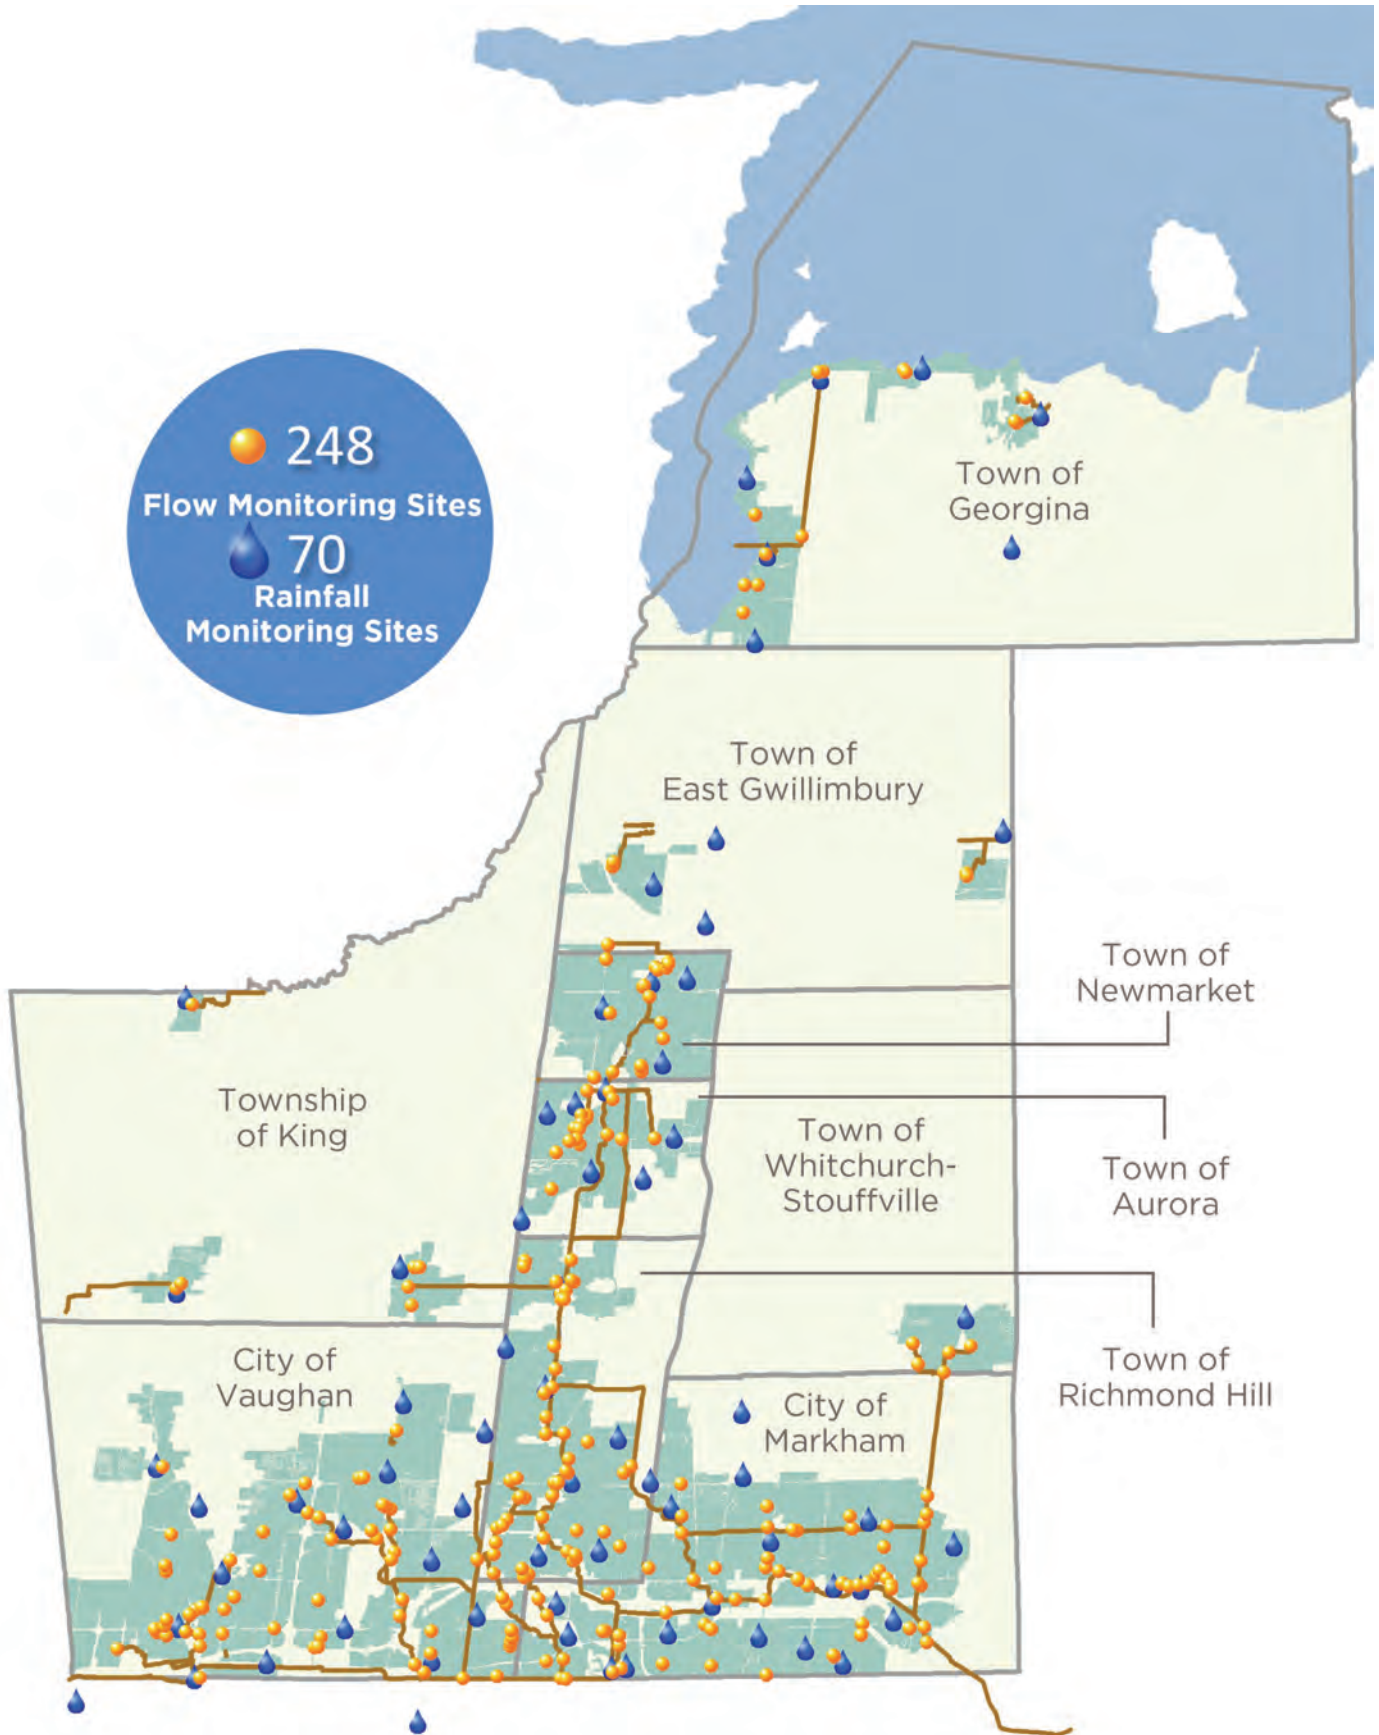 248
Flow Monitoring Sites
70
Rainfall
Monitoring Sites
Town of
Georgina
Town of
East Gwillimbury
Town of
Newmarket
Township
of King
Town of
Whitchurch-
Stouffville
Town of
Aurora
City of
Vaughan
Town of
Richmond Hill
City of
Markham